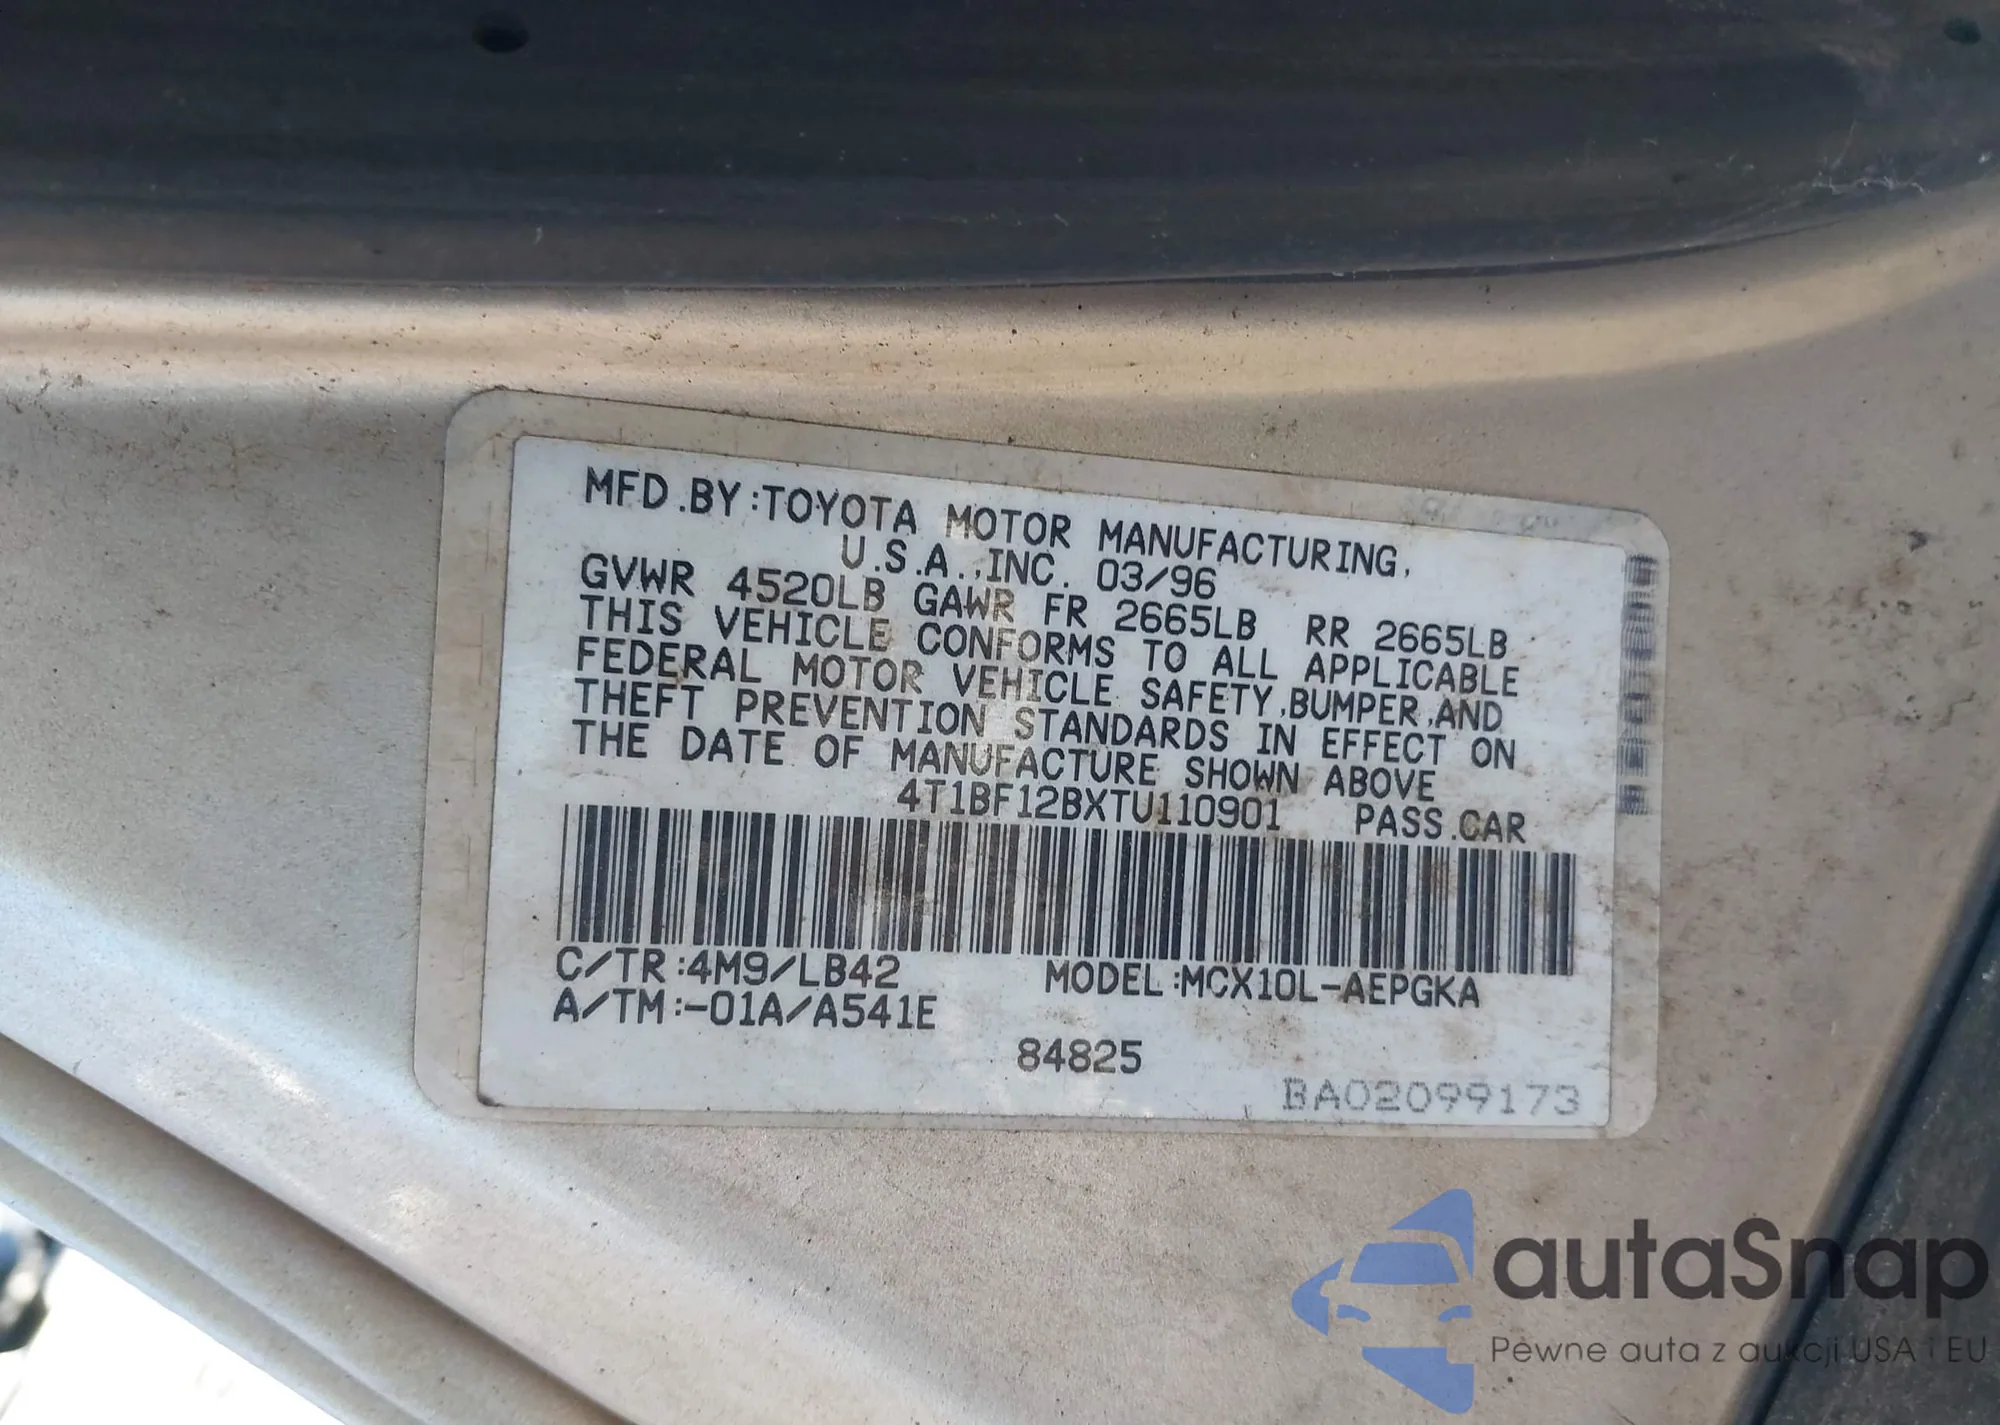 MFD.BY:TOYOTA MOTOR MANUFACTURING,
U.S.A.,INC. 03/96
GVWR 4520LB GAWR FR 2665LB RR 2665LB
THIS VEHICLE CONFORMS TO ALL APPLICABLE
FEDERAL MOTOR VEHICLE SAFETY,BUMPER,AND
THEFT PREVENTION STANDARDS IN EFFECT ON
THE DATE OF MANUFACTURE SHOWN ABOVE
4T1BF12BXTU110901 PASS.CAR
C/TR:4M9/LB42 MODEL:MCX10L-AEPGKA
A/TM:-01A/A541E
84825
BA02099173
autaSnap
Pewne auta z aukcji USA i EU